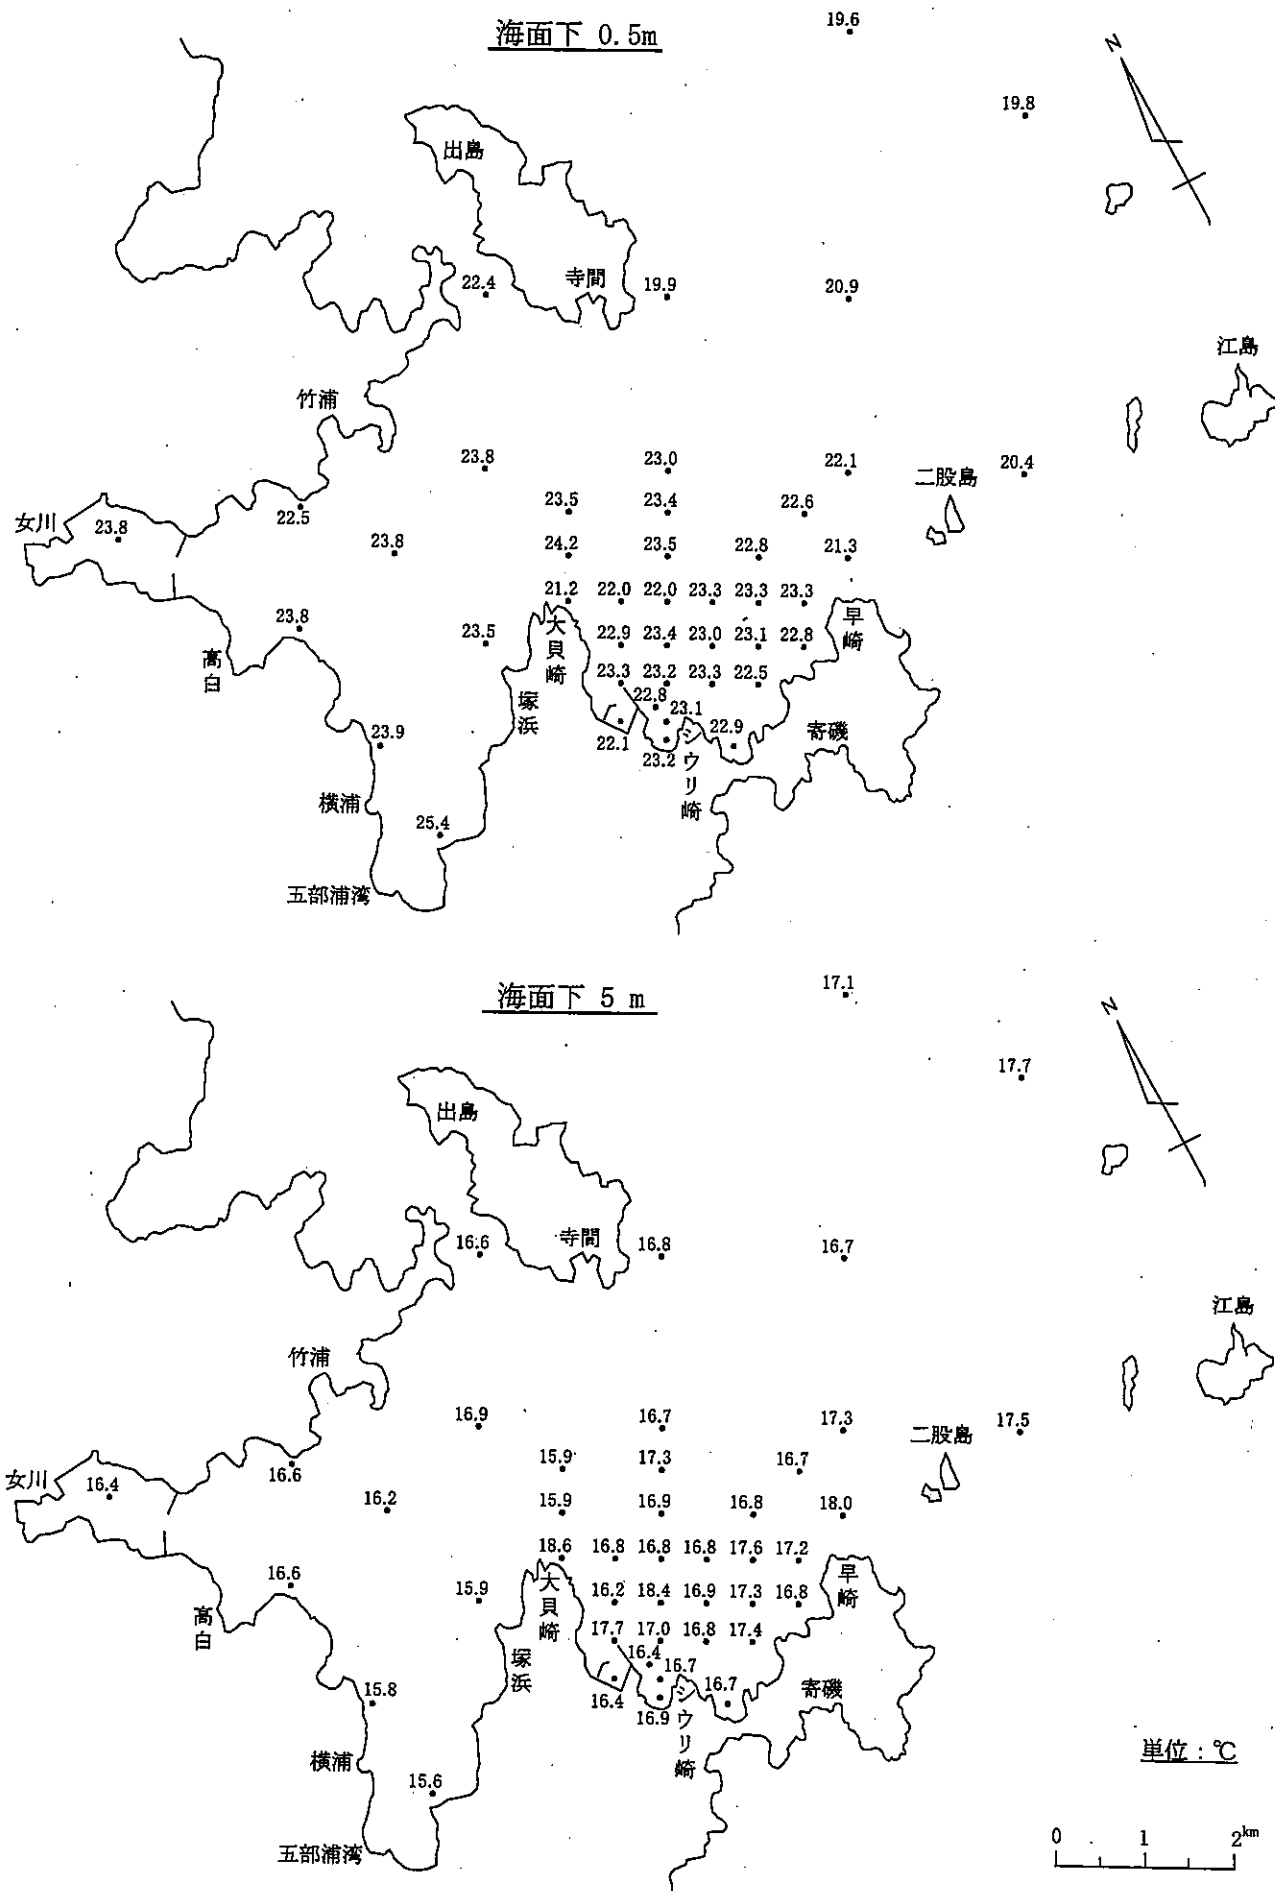 海面下 0.5m
19.6
N
19.8
出島
寺間
22.4
19.9
20.9
江島
竹浦
23.8
23.0
22.1
二股島
20.4
女川
23.8
22.5
23.5
23.4
22.6
23.8
24.2
23.5
22.8
21.3
21.2 22.0 22.0 23.3 23.3 23.3
23.8
23.5
大貝崎
22.9 23.4 23.0 23.1 22.8
早崎
高白
23.3 23.2 23.3 22.5
塚浜
22.8
23.1
22.1
23.2
シウリ崎
22.9
寄磯
23.9
横浦
25.4
五部浦湾
海面下 5 m
17.1
N
17.7
出島
寺間
16.6
16.8
16.7
江島
竹浦
16.9
16.7
17.3
二股島
17.5
女川
16.4
16.6
15.9
17.3
16.7
16.2
15.9
16.9
16.8
18.0
18.6 16.8 16.8 16.8 17.6 17.2
16.6
15.9
大貝崎
16.2 18.4 16.9 17.3 16.8
早崎
高白
17.7 17.0 16.8 17.4
塚浜
16.4
16.7
16.4
16.9
シウリ崎
16.7
寄磯
15.8
横浦
15.6
五部浦湾
単位：℃
0 1 2km